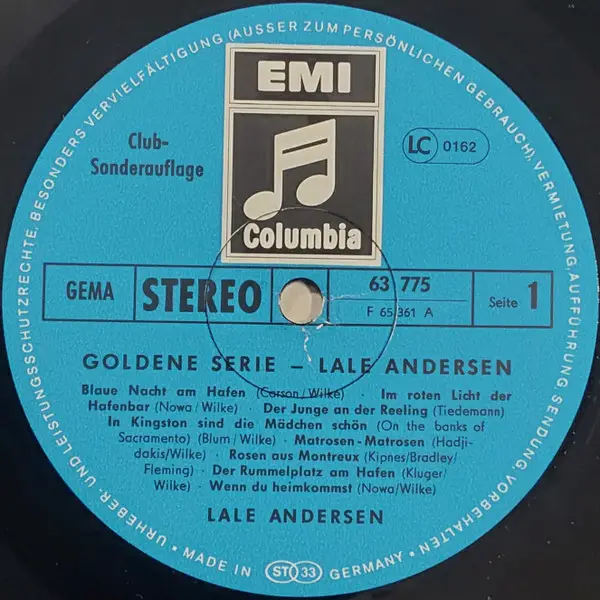 URHEBER- UND LEISTUNGSSCHUTZRECHTE, BESONDERS VERVIELFÄLTIGUNG (AUSSER ZUM PERSÖNLICHEN GEBRAUCH), VERMIETUNG, AUFFÜHRUNG, SENDUNG, VORBEHALTEN
EMI
Columbia
Club-
Sonderauflage
LC 0162
GEMA
STEREO
63 775
F 65 361 A
Seite 1
GOLDENE SERIE – LALE ANDERSEN
Blaue Nacht am Hafen (Carson/Wilke) · Im roten Licht der
Hafenbar (Nowa/Wilke) · Der Junge an der Reeling (Tiedemann)
In Kingston sind die Mädchen schön (On the banks of
Sacramento) (Blum/Wilke) · Matrosen-Matrosen (Hadji-
dakis/Wilke) · Rosen aus Montreux (Kipnes/Bradley/
Fleming) · Der Rummelplatz am Hafen (Kluger/
Wilke) · Wenn du heimkommst (Nowa/Wilke)
LALE ANDERSEN
• MADE IN ST 33 GERMANY •